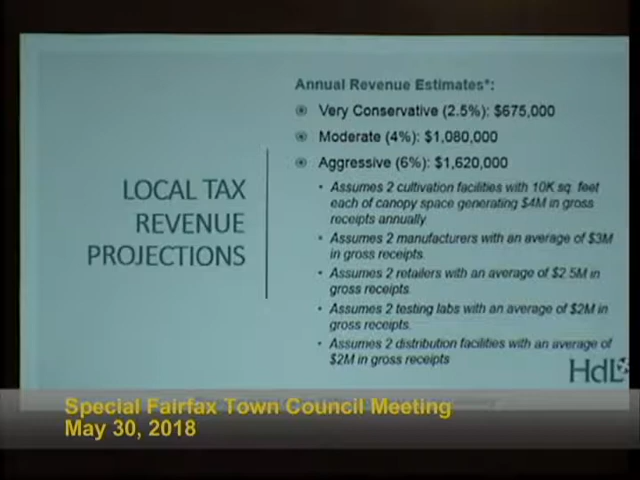 LOCAL TAX
REVENUE
PROJECTIONS
Annual Revenue Estimates*:
Very Conservative (2.5%): $675,000
Moderate (4%): $1,080,000
Aggressive (6%): $1,620,000
• Assumes 2 cultivation facilities with 10K sq. feet
each of canopy space generating $4M in gross
receipts annually
• Assumes 2 manufacturers with an average of $3M
in gross receipts.
• Assumes 2 retailers with an average of $2.5M in
gross receipts.
• Assumes 2 testing labs with an average of $2M in
gross receipts.
• Assumes 2 distribution facilities with an average of
$2M in gross receipts
HdL
Special Fairfax Town Council Meeting
May 30, 2018